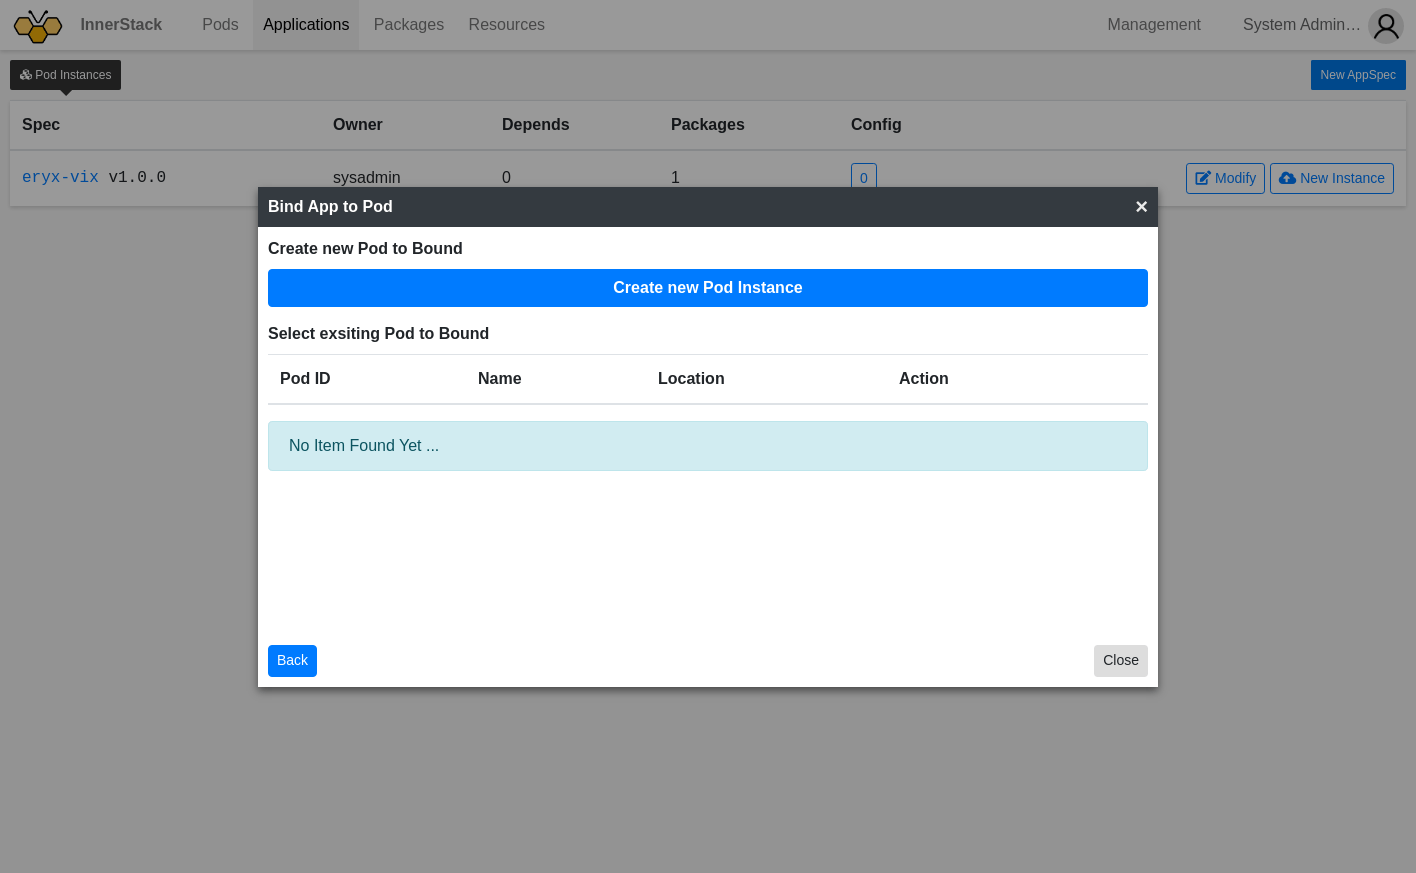 InnerStack Pods Applications Packages Resources Management System Admin…
Pod Instances New AppSpec
Spec Owner Depends Packages Config
eryx-vix v1.0.0 sysadmin 0 1 0 Modify New Instance
Bind App to Pod ×
Create new Pod to Bound
Create new Pod Instance
Select exsiting Pod to Bound
Pod ID Name Location Action
No Item Found Yet ...
Back Close